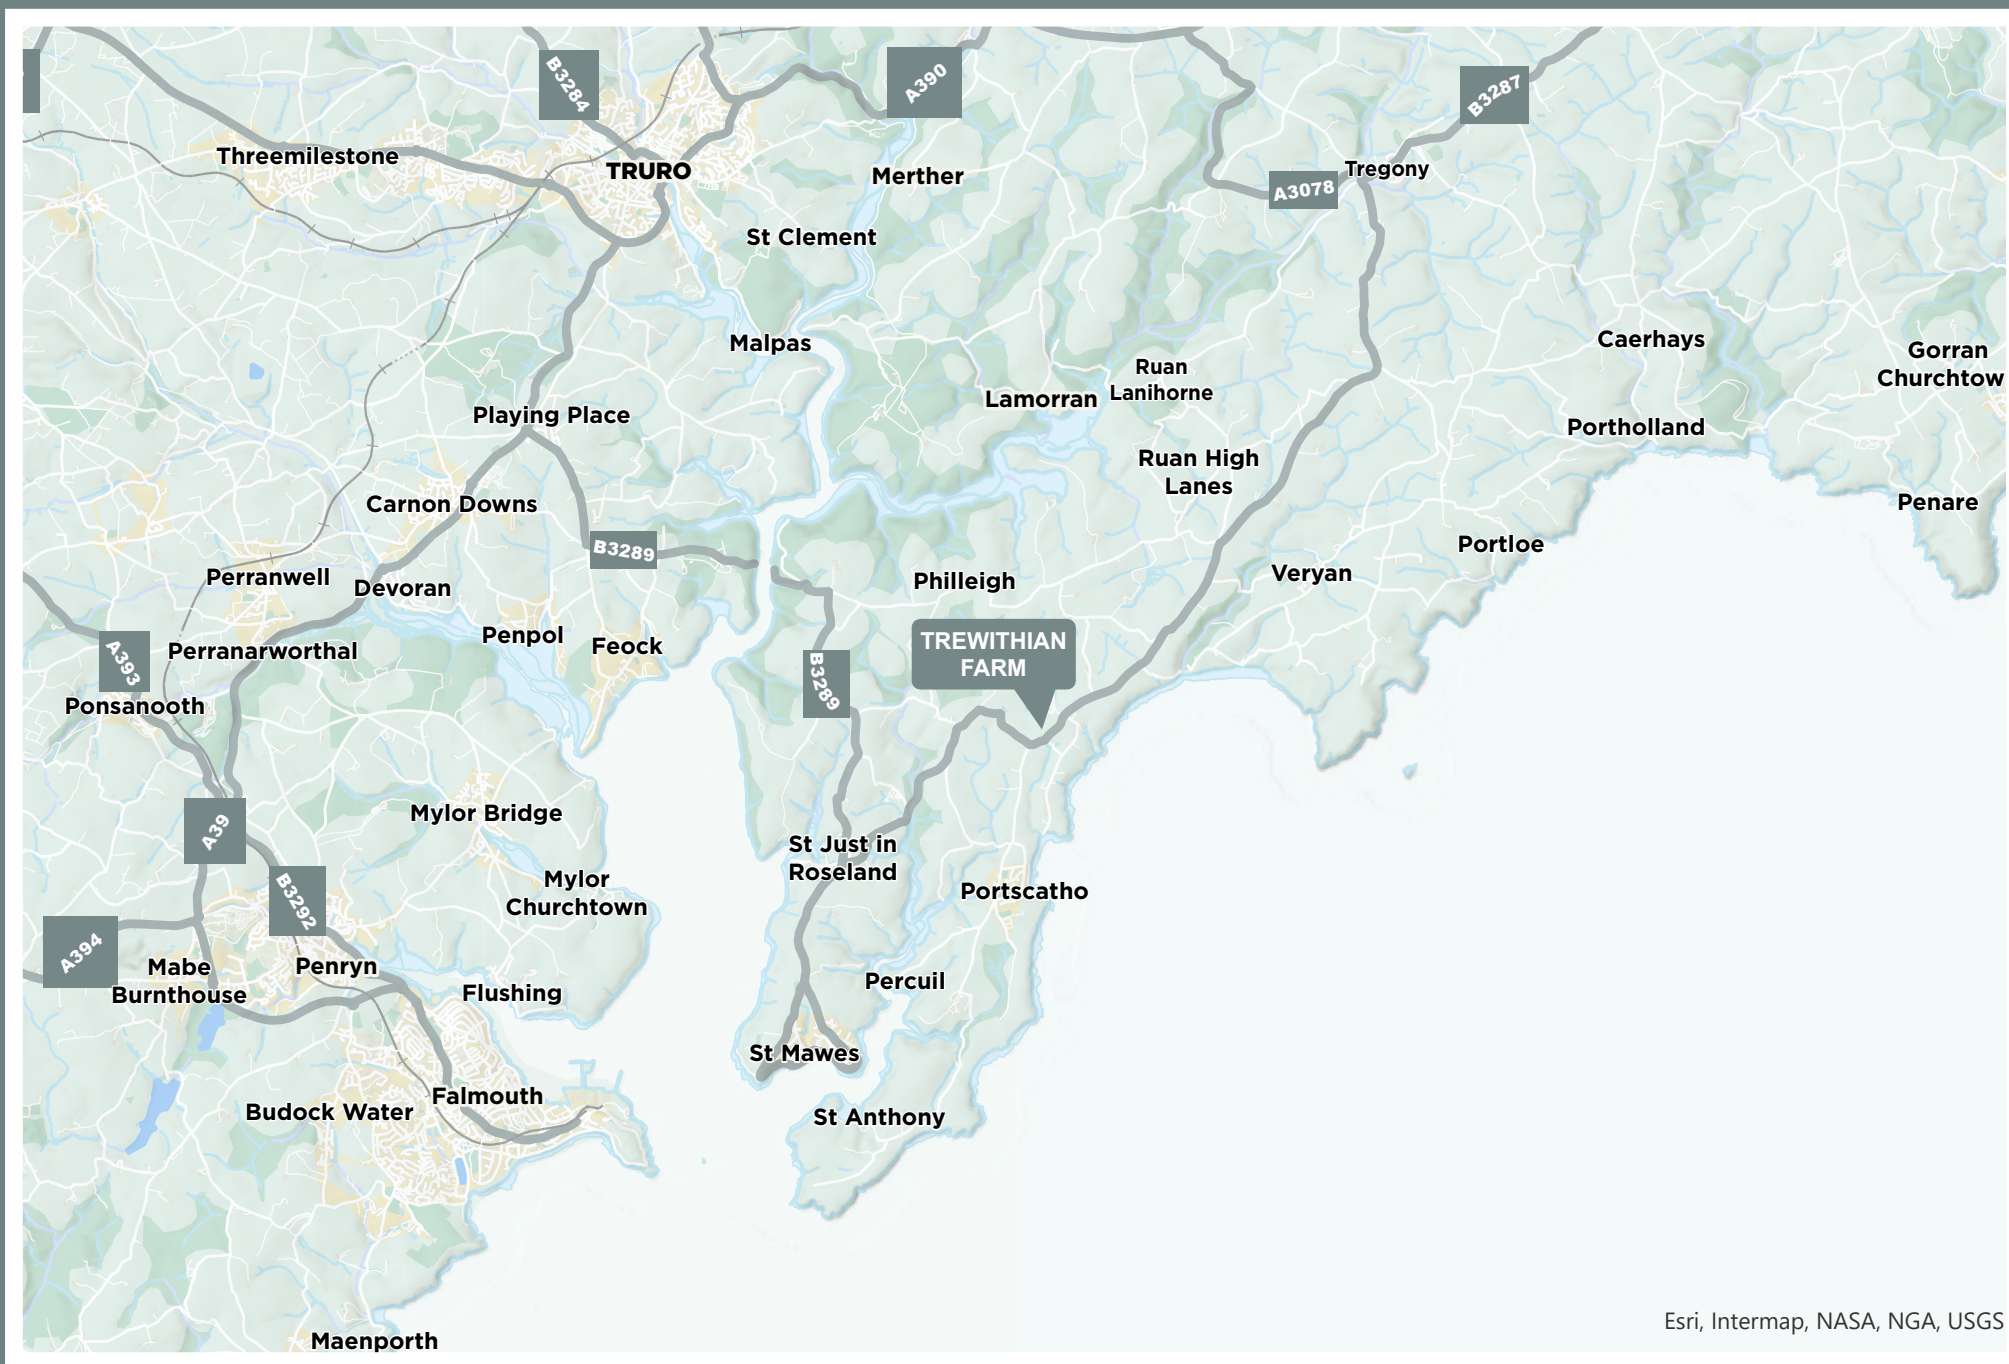 B3284
A390
B3287
Threemilestone
TRURO
Merther
Tregony
A3078
St Clement
Malpas
Caerhays
Gorran
Churchtow
Ruan
Lanihorne
Lamorran
Playing Place
Portholland
Ruan High
Lanes
Carnon Downs
Penare
B3289
Portloe
Perranwell
Devoran
Philleigh
Veryan
Penpol
Feock
TREWITHIAN
FARM
A393
Perranarworthal
B3289
Ponsanooth
Mylor Bridge
A39
St Just in
Roseland
Mylor
Churchtown
Portscatho
B3292
A394
Mabe
Burnthouse
Penryn
Flushing
Percuil
St Mawes
Falmouth
Budock Water
St Anthony
Esri, Intermap, NASA, NGA, USGS
Maenporth